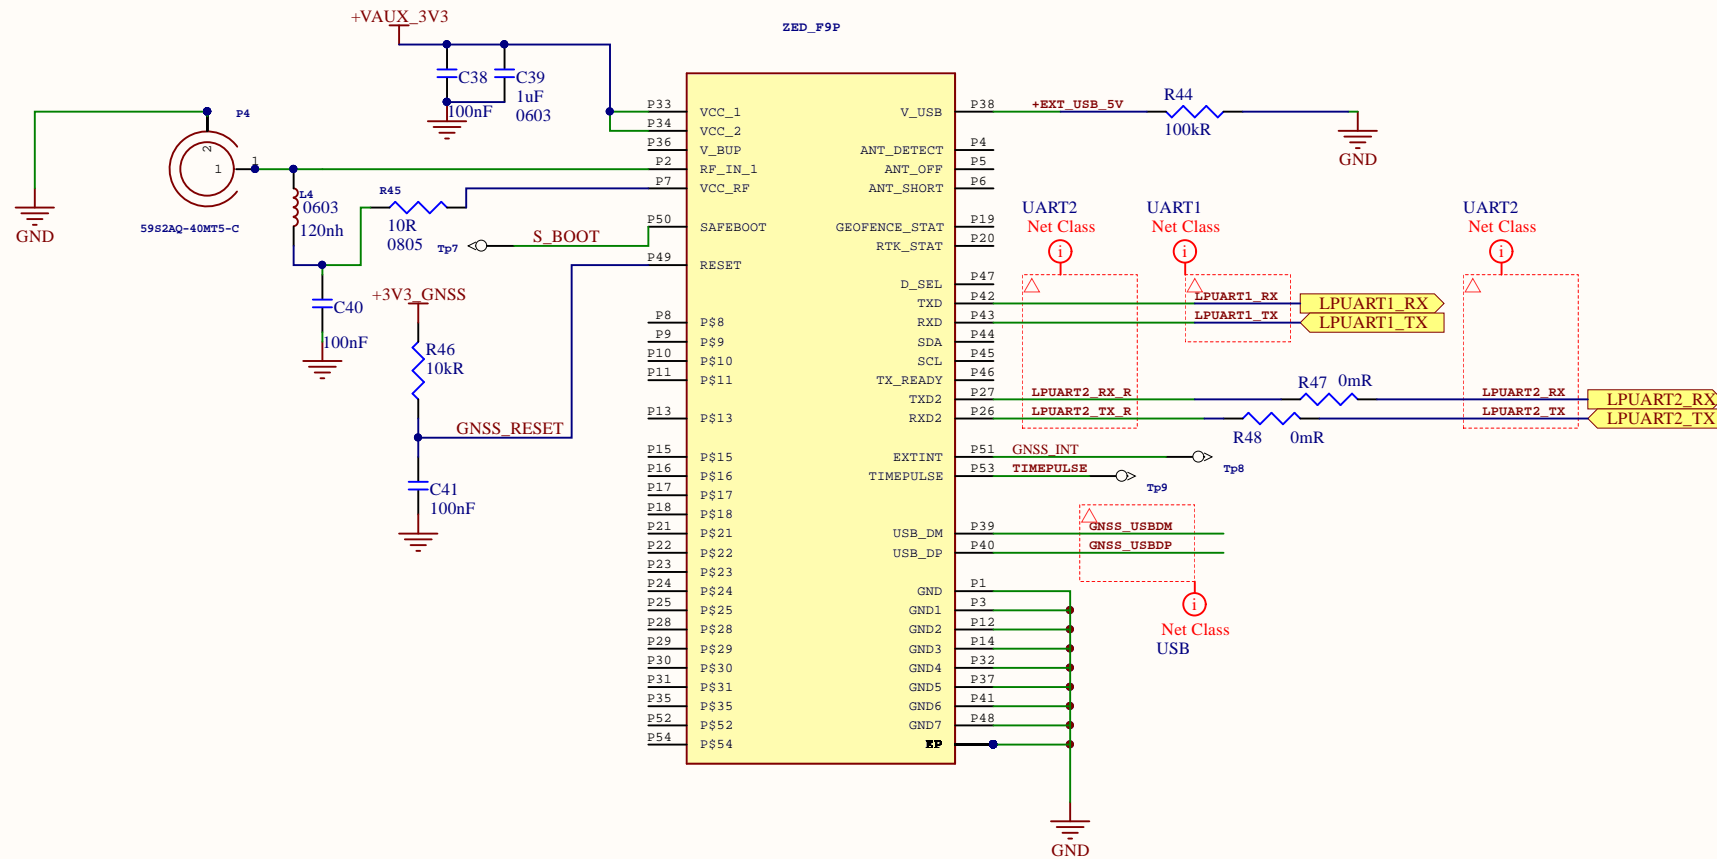 +VAUX_3V3
ZED_F9P
C38
100nF
C39
1uF
0603
P4
2
1
1
59S2AQ-40MT5-C
GND
L4
0603
120nh
R45
10R
0805
Tp7
S_BOOT
C40
100nF
+3V3_GNSS
R46
10kR
GNSS_RESET
C41
100nF
P33 VCC_1
P34 VCC_2
P36 V_BUP
P2 RF_IN_1
P7 VCC_RF
P50 SAFEBOOT
P49 RESET
P8 P$8
P9 P$9
P10 P$10
P11 P$11
P13 P$13
P15 P$15
P16 P$16
P17 P$17
P18 P$18
P21 P$21
P22 P$22
P23 P$23
P24 P$24
P25 P$25
P28 P$28
P29 P$29
P30 P$30
P31 P$31
P35 P$35
P52 P$52
P54 P$54
V_USB P38 +EXT_USB_5V
R44
100kR
GND
ANT_DETECT P4
ANT_OFF P5
ANT_SHORT P6
GEOFENCE_STAT P19
RTK_STAT P20
D_SEL P47
TXD P42
RXD P43
SDA P44
SCL P45
TX_READY P46
TXD2 P27
RXD2 P26
EXTINT P51
TIMEPULSE P53
USB_DM P39
USB_DP P40
GND P1
GND1 P3
GND2 P12
GND3 P14
GND4 P32
GND5 P37
GND6 P41
GND7 P48
EP
UART2
Net Class
i
UART1
Net Class
i
UART2
Net Class
i
LPUART1_RX LPUART1_RX
LPUART1_TX LPUART1_TX
LPUART2_RX_R
LPUART2_TX_R
R47 0mR
R48 0mR
LPUART2_RX LPUART2_RX
LPUART2_TX LPUART2_TX
GNSS_INT
Tp8
TIMEPULSE
Tp9
GNSS_USBDM
GNSS_USBDP
i
Net Class
USB
GND